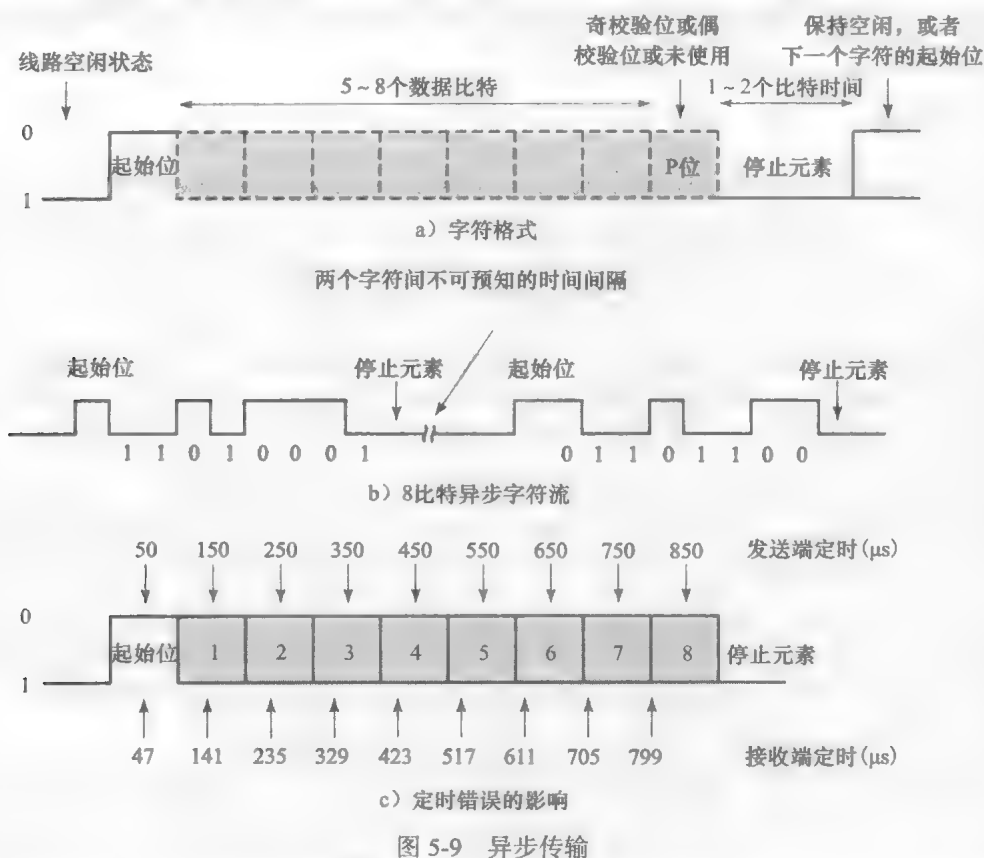 奇校验位或偶
校验位或未使用
保持空闲，或者
下一个字符的起始位
线路空闲状态
5～8个数据比特
1～2个比特时间
0
起始位
P位
停止元素
1
a）字符格式
两个字符间不可预知的时间间隔
起始位 停止元素 起始位 停止元素
1 1 0 1 0 0 0 1 0 1 1 0 1 1 0 0
b）8比特异步字符流
50 150 250 350 450 550 650 750 850 发送端定时(μs)
0
起始位 1 2 3 4 5 6 7 8 停止元素
1
47 141 235 329 423 517 611 705 799 接收端定时(μs)
c）定时错误的影响
图 5-9 异步传输